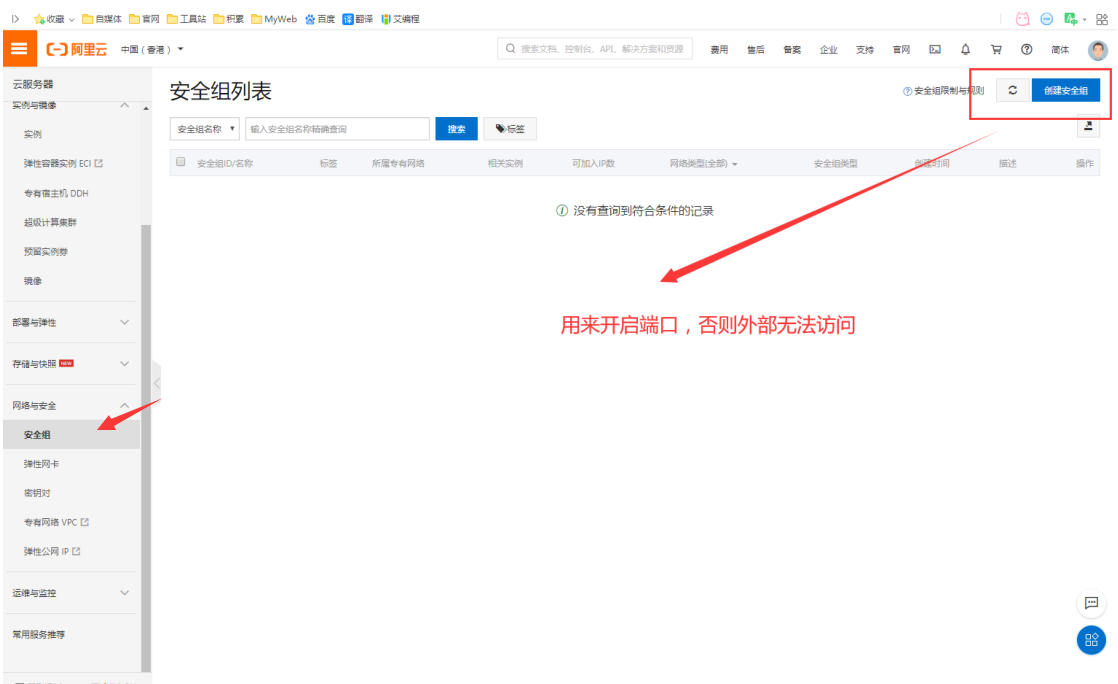 收藏 自媒体 官网 工具站 积累 MyWeb 百度 译 翻译 艾编程
阿里云 中国（香港） 搜索文档、控制台、API、解决方案和资源 费用 售后 备案 企业 支持 官网 简体
云服务器
实例与镜像
实例
弹性容器实例 ECI
专有宿主机 DDH
超级计算集群
预留实例券
镜像
部署与弹性
存储与快照 NEW
网络与安全
安全组
弹性网卡
密钥对
专有网络 VPC
弹性公网 IP
运维与监控
常用服务推荐
安全组列表
安全组限制与规则 创建安全组
安全组名称 输入安全组名称精确查询 搜索 标签
安全组ID/名称 标签 所属专有网络 相关实例 可加入IP数 网络类型(全部) 安全组类型 创建时间 描述 操作
没有查询到符合条件的记录
用来开启端口，否则外部无法访问